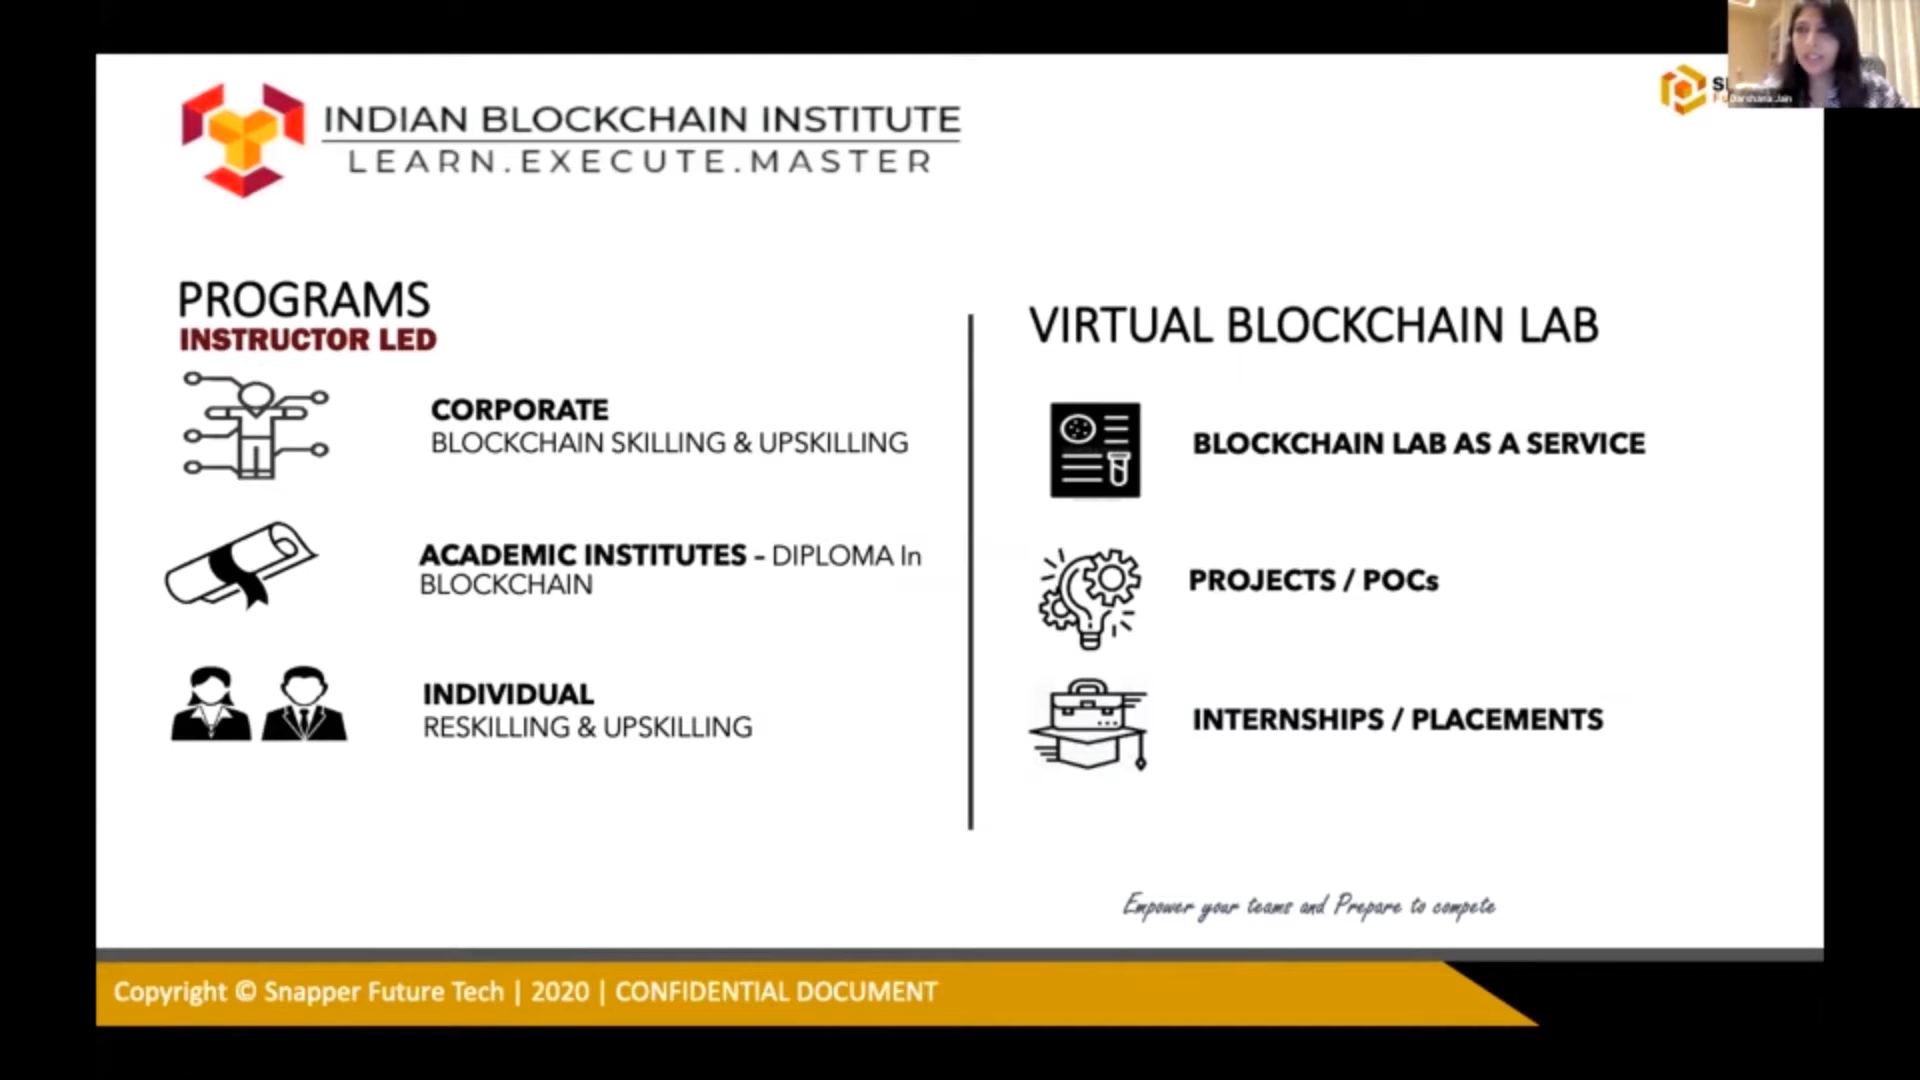 INDIAN BLOCKCHAIN INSTITUTE
LEARN.EXECUTE.MASTER
Darshana Jain
PROGRAMS
INSTRUCTOR LED
CORPORATE
BLOCKCHAIN SKILLING & UPSKILLING
ACADEMIC INSTITUTES - DIPLOMA In
BLOCKCHAIN
INDIVIDUAL
RESKILLING & UPSKILLING
VIRTUAL BLOCKCHAIN LAB
BLOCKCHAIN LAB AS A SERVICE
PROJECTS / POCs
INTERNSHIPS / PLACEMENTS
Empower your teams and Prepare to compete
Copyright © Snapper Future Tech | 2020 | CONFIDENTIAL DOCUMENT